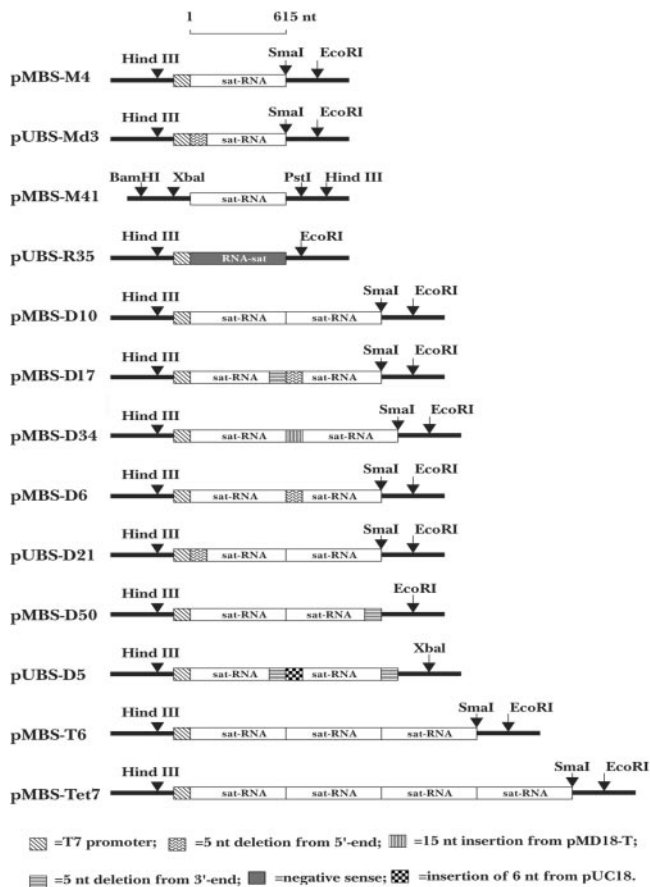 1 615 nt
Hind III SmaI EcoRI
pMBS-M4 sat-RNA
Hind III SmaI EcoRI
pUBS-Md3 sat-RNA
BamHI XbaI PstI Hind III
pMBS-M41 sat-RNA
Hind III EcoRI
pUBS-R35 RNA-sat
Hind III SmaI EcoRI
pMBS-D10 sat-RNA sat-RNA
Hind III SmaI EcoRI
pMBS-D17 sat-RNA sat-RNA
Hind III SmaI EcoRI
pMBS-D34 sat-RNA sat-RNA
Hind III SmaI EcoRI
pMBS-D6 sat-RNA sat-RNA
Hind III SmaI EcoRI
pUBS-D21 sat-RNA sat-RNA
Hind III EcoRI
pMBS-D50 sat-RNA sat-RNA
Hind III XbaI
pUBS-D5 sat-RNA sat-RNA
Hind III SmaI EcoRI
pMBS-T6 sat-RNA sat-RNA sat-RNA
Hind III SmaI EcoRI
pMBS-Tet7 sat-RNA sat-RNA sat-RNA sat-RNA
=T7 promoter; =5 nt deletion from 5'-end; =15 nt insertion from pMD18-T;
=5 nt deletion from 3'-end; =negative sense; =insertion of 6 nt from pUC18.